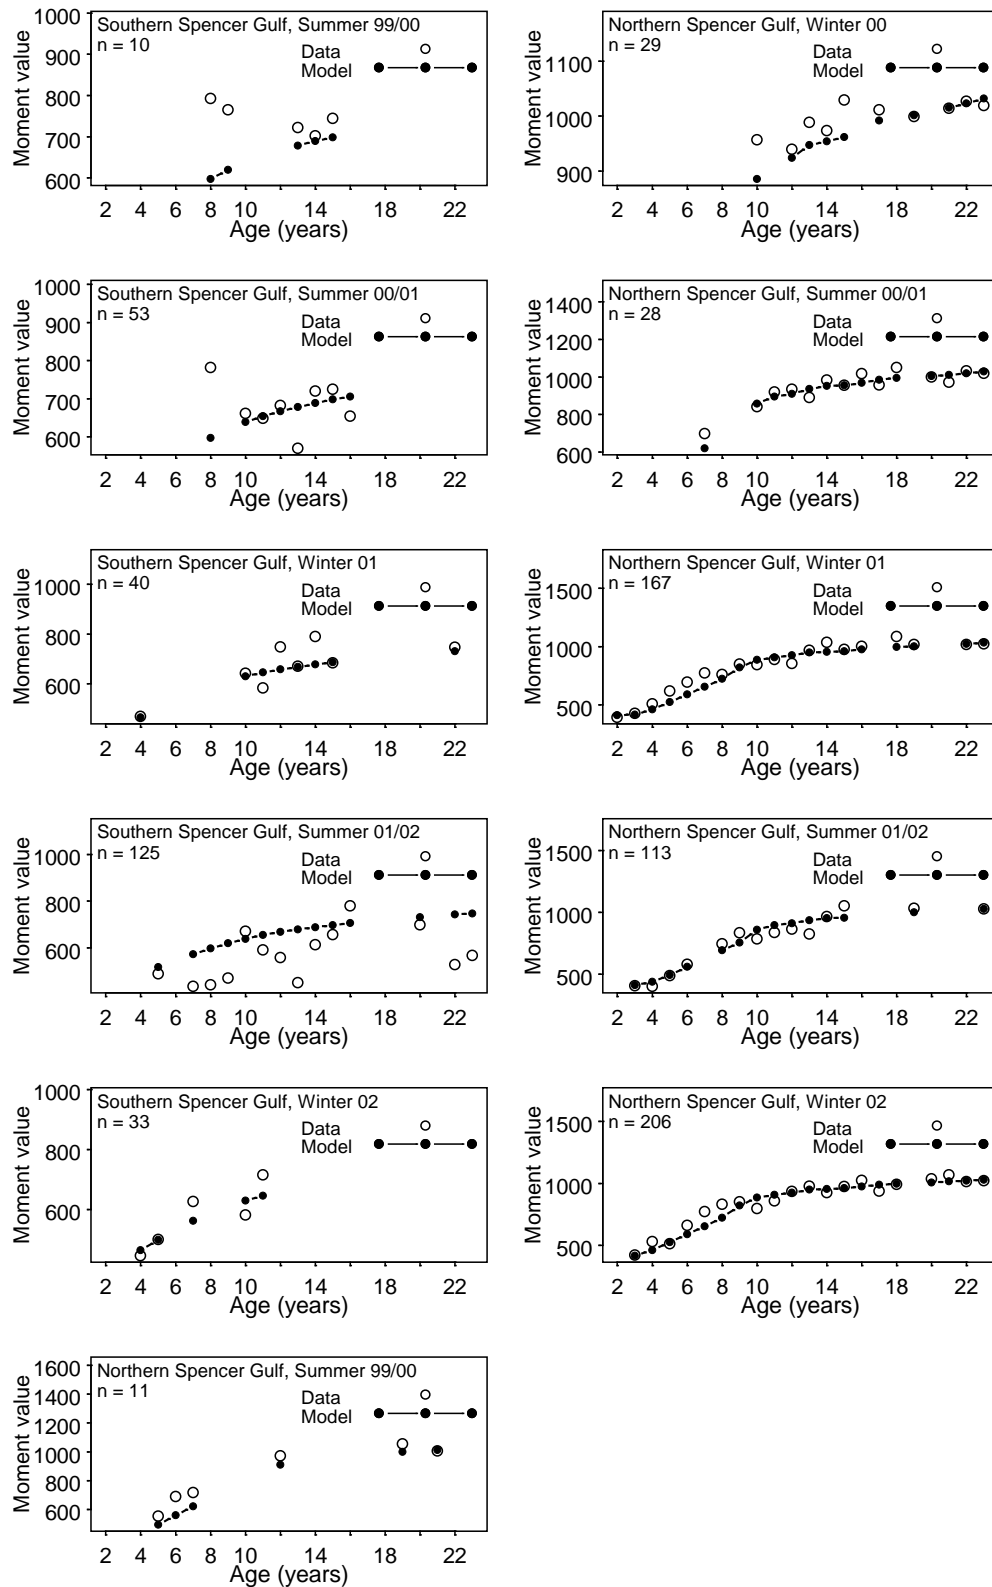 Southern Spencer Gulf, Summer 99/00
n = 10
Data
Model
Moment value
1000
900
800
700
600
2 4 6 8 10 14 18 22
Age (years)
Northern Spencer Gulf, Winter 00
n = 29
Data
Model
Moment value
1100
1000
900
2 4 6 8 10 14 18 22
Age (years)
Southern Spencer Gulf, Summer 00/01
n = 53
Data
Model
Moment value
1000
900
800
700
600
2 4 6 8 10 14 18 22
Age (years)
Northern Spencer Gulf, Summer 00/01
n = 28
Data
Model
Moment value
1400
1200
1000
800
600
2 4 6 8 10 14 18 22
Age (years)
Southern Spencer Gulf, Winter 01
n = 40
Data
Model
Moment value
1000
800
600
2 4 6 8 10 14 18 22
Age (years)
Northern Spencer Gulf, Winter 01
n = 167
Data
Model
Moment value
1500
1000
500
2 4 6 8 10 14 18 22
Age (years)
Southern Spencer Gulf, Summer 01/02
n = 125
Data
Model
Moment value
1000
800
600
2 4 6 8 10 14 18 22
Age (years)
Northern Spencer Gulf, Summer 01/02
n = 113
Data
Model
Moment value
1500
1000
500
2 4 6 8 10 14 18 22
Age (years)
Southern Spencer Gulf, Winter 02
n = 33
Data
Model
Moment value
1000
800
600
2 4 6 8 10 14 18 22
Age (years)
Northern Spencer Gulf, Winter 02
n = 206
Data
Model
Moment value
1500
1000
500
2 4 6 8 10 14 18 22
Age (years)
Northern Spencer Gulf, Summer 99/00
n = 11
Data
Model
Moment value
1600
1400
1200
1000
800
600
2 4 6 8 10 14 18 22
Age (years)